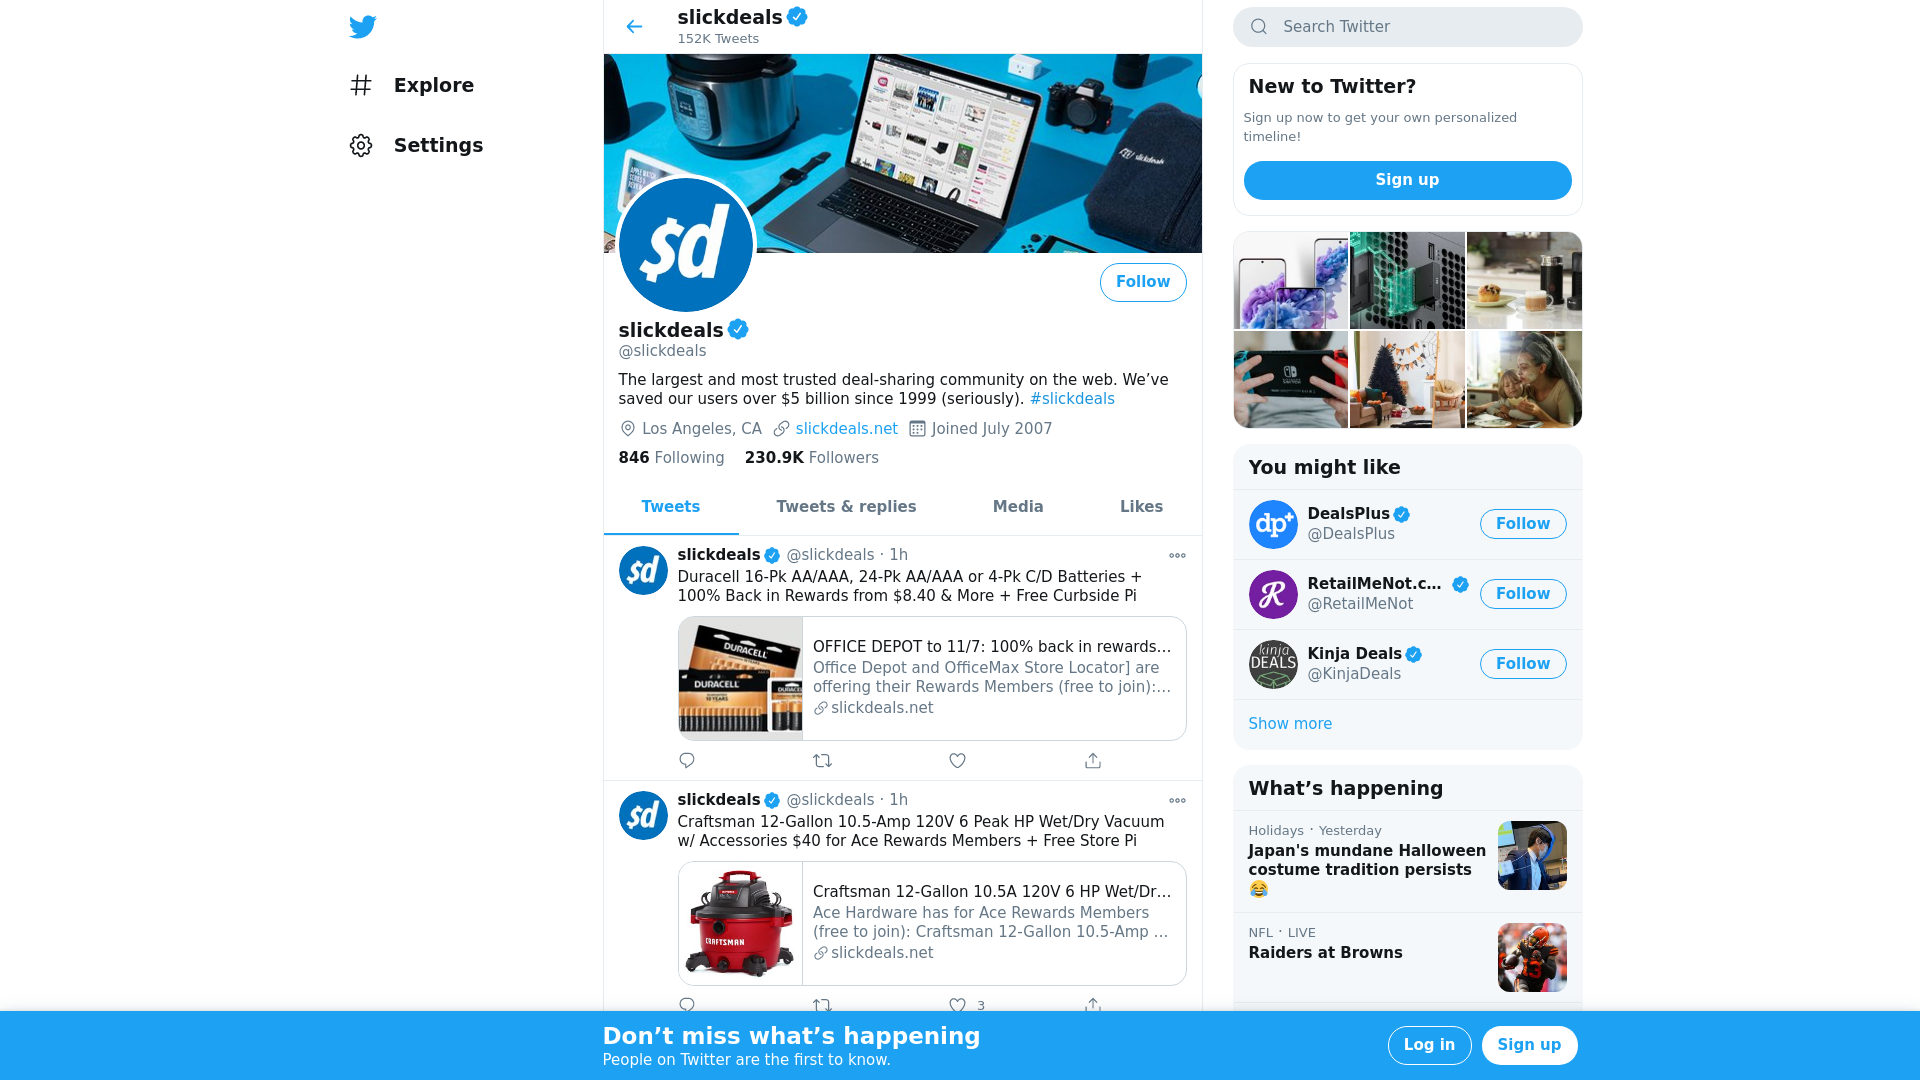 slickdeals
152K Tweets
Explore
Settings
slickdeals
$d
Follow
slickdeals
@slickdeals
The largest and most trusted deal-sharing community on the web. We’ve
saved our users over $5 billion since 1999 (seriously). #slickdeals
Los Angeles, CA slickdeals.net Joined July 2007
846 Following 230.9K Followers
Tweets Tweets & replies Media Likes
$d
slickdeals @slickdeals · 1h
Duracell 16-Pk AA/AAA, 24-Pk AA/AAA or 4-Pk C/D Batteries +
100% Back in Rewards from $8.40 & More + Free Curbside Pi
DURACELL
DURACELL
OFFICE DEPOT to 11/7: 100% back in rewards…
Office Depot and OfficeMax Store Locator] are
offering their Rewards Members (free to join):…
slickdeals.net
$d
slickdeals @slickdeals · 1h
Craftsman 12-Gallon 10.5-Amp 120V 6 Peak HP Wet/Dry Vacuum
w/ Accessories $40 for Ace Rewards Members + Free Store Pi
CRAFTSMAN
Craftsman 12-Gallon 10.5A 120V 6 HP Wet/Dr…
Ace Hardware has for Ace Rewards Members
(free to join): Craftsman 12-Gallon 10.5-Amp …
slickdeals.net
3
Search Twitter
New to Twitter?
Sign up now to get your own personalized
timeline!
Sign up
You might like
dp+
DealsPlus
@DealsPlus
Follow
R
RetailMeNot.c…
@RetailMeNot
Follow
kinja
DEALS
Kinja Deals
@KinjaDeals
Follow
Show more
What’s happening
Holidays · Yesterday
Japan's mundane Halloween
costume tradition persists
😂
NFL · LIVE
Raiders at Browns
Don’t miss what’s happening
People on Twitter are the first to know.
Log in
Sign up